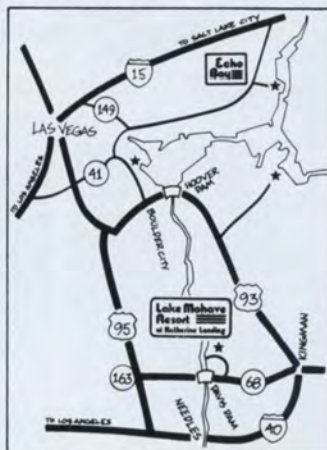 TO SALT LAKE CITY
Echo
Bay
15
149
LAS VEGAS
41
TO LOS ANGELES
HOOVER
DAM
BOULDER CITY
Lake Mohave
Resort
at Katherine Landing
95
93
KINGMAN
163
68
DAVIS DAM
NEEDLES
40
TO LOS ANGELES